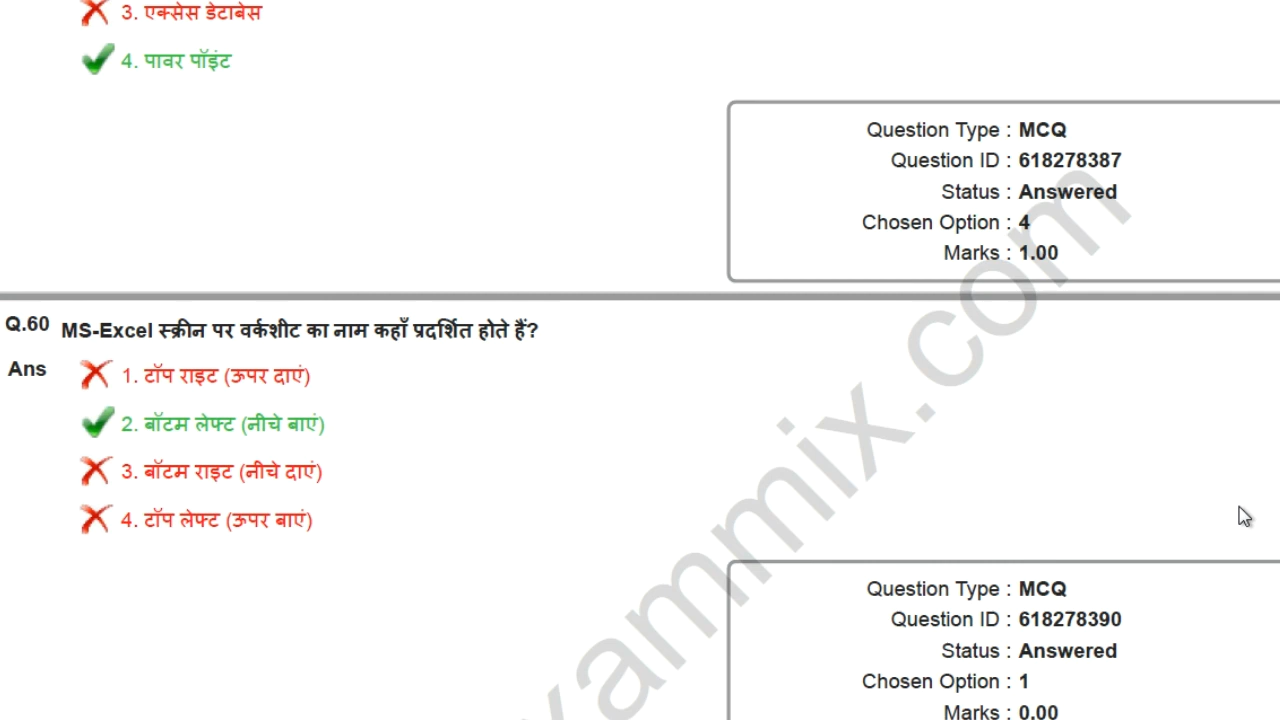 3. एक्सेस डेटाबेस
4. पावर पॉइंट
Question Type : MCQ
Question ID : 618278387
Status : Answered
Chosen Option : 4
Marks : 1.00
Q.60 MS-Excel स्क्रीन पर वर्कशीट का नाम कहाँ प्रदर्शित होते हैं?
Ans 1. टॉप राइट (ऊपर दाएं)
2. बॉटम लेफ्ट (नीचे बाएं)
3. बॉटम राइट (नीचे दाएं)
4. टॉप लेफ्ट (ऊपर बाएं)
Question Type : MCQ
Question ID : 618278390
Status : Answered
Chosen Option : 1
Marks : 0.00
xammix.com